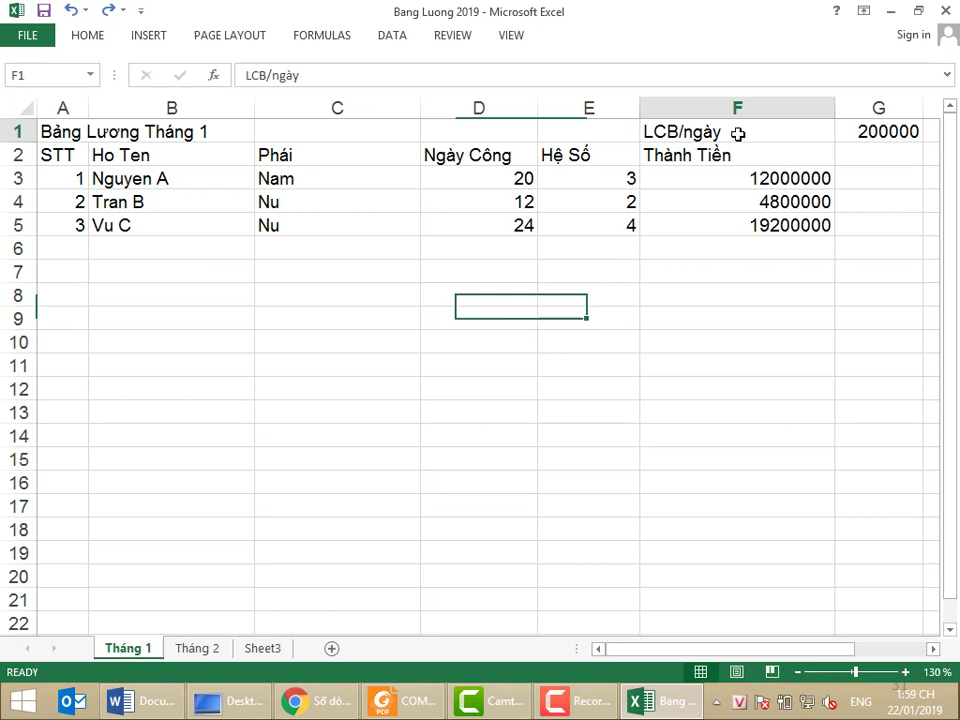 Bang Luong 2019 - Microsoft Excel
?
FILE HOME INSERT PAGE LAYOUT FORMULAS DATA REVIEW VIEW Sign in
F1 fx LCB/ngày
A B C D E F G
1 Bảng Lương Tháng 1 LCB/ngày 200000
2 STT Ho Ten Phái Ngày Công Hệ Số Thành Tiền
3 1 Nguyen A Nam 20 3 12000000
4 2 Tran B Nu 12 2 4800000
5 3 Vu C Nu 24 4 19200000
6
7
8
9
10
11
12
13
14
15
16
17
18
19
20
21
22
Tháng 1 Tháng 2 Sheet3
READY 130 %
Docu... Deskt... Số dò... COM... Camt... Recor... Bang ... ENG 1:59 CH
22/01/2019